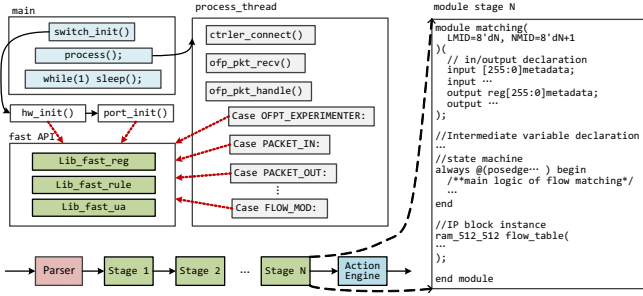 main
switch_init()
process();
while(1) sleep();
hw_init()
port_init()
fast API
Lib_fast_reg
Lib_fast_rule
Lib_fast_ua
process_thread
ctrler_connect()
ofp_pkt_recv()
ofp_pkt_handle()
Case OFPT_EXPERIMENTER:
Case PACKET_IN:
Case PACKET_OUT:
⋮
Case FLOW_MOD:
Parser
Stage 1
Stage 2
…
Stage N
Action
Engine
module stage N
module matching(
LMID=8'dN, NMID=8'dN+1
)(
// in/output declaration
input [255:0]metadata;
input …
output reg[255:0]metadata;
output …
);
//Intermediate variable declaration
…
//state machine
always @(posedge… ) begin
/**main logic of flow matching*/
…
end
//IP block instance
ram_512_512 flow_table(
…
);
end module